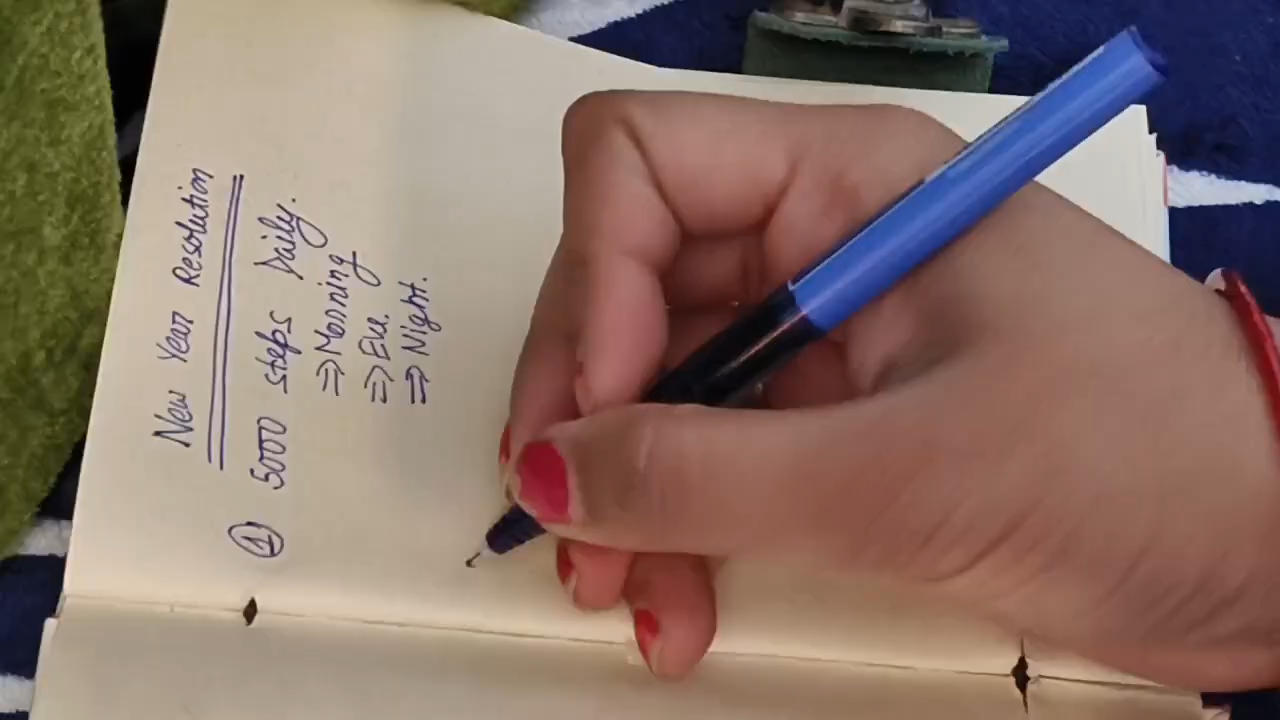 New Year Resolution
① 5000 steps Daily.
⇒ Morning
⇒ Eve.
⇒ Night.